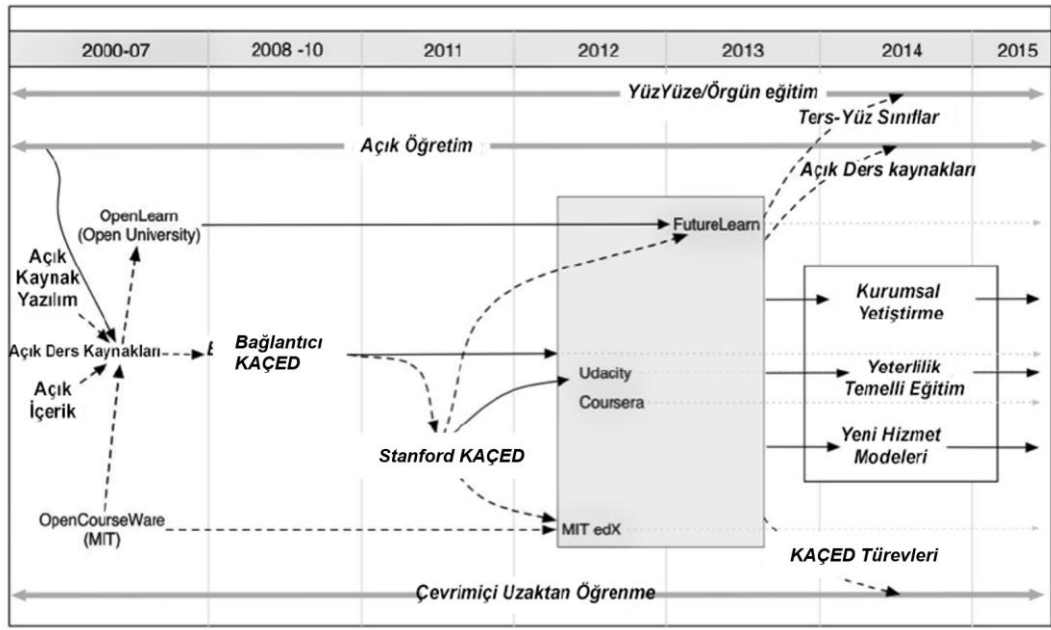 2000-07
2008 -10
2011
2012
2013
2014
2015
YüzYüze/Örgün eğitim
Ters-Yüz Sınıflar
Açık Öğretim
Açık Ders kaynakları
OpenLearn
(Open University)
FutureLearn
Açık
Kaynak
Yazılım
Kurumsal
Yetiştirme
Açık Ders Kaynakları
Bağlantıcı
KAÇED
Açık
İçerik
Udacity
Coursera
Yeterlilik
Temelli Eğitim
Stanford KAÇED
Yeni Hizmet
Modeleri
OpenCourseWare
(MIT)
MIT edX
KAÇED Türevleri
Çevrimiçi Uzaktan Öğrenme